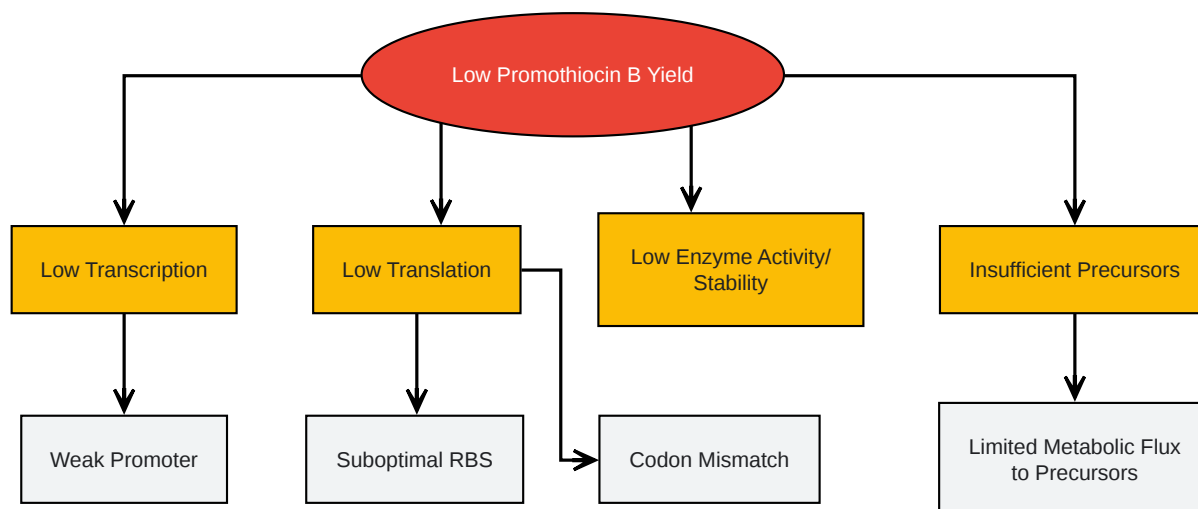 Low Promothiocin B Yield
Low Transcription
Low Translation
Low Enzyme Activity/
Stability
Insufficient Precursors
Weak Promoter
Suboptimal RBS
Codon Mismatch
Limited Metabolic Flux
to Precursors